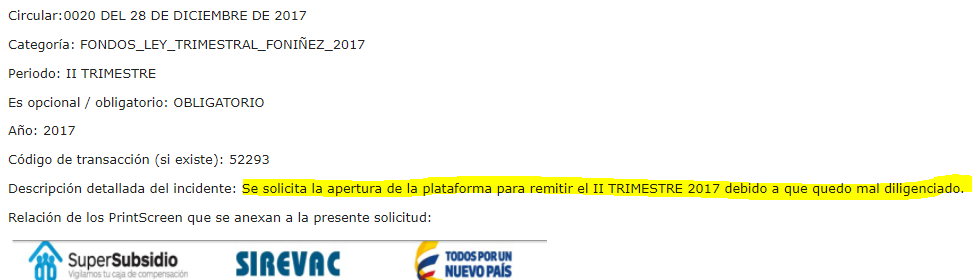 Circular:0020 DEL 28 DE DICIEMBRE DE 2017
Categoría: FONDOS_LEY_TRIMESTRAL_FONIÑEZ_2017
Periodo: II TRIMESTRE
Es opcional / obligatorio: OBLIGATORIO
Año: 2017
Código de transacción (si existe): 52293
Descripción detallada del incidente: Se solicita la apertura de la plataforma para remitir el II TRIMESTRE 2017 debido a que quedo mal diligenciado.
Relación de los PrintScreen que se anexan a la presente solicitud:
SuperSubsidio
Vigilamos tu caja de compensación
SIREVAC
TODOS POR UN
NUEVO PAÍS